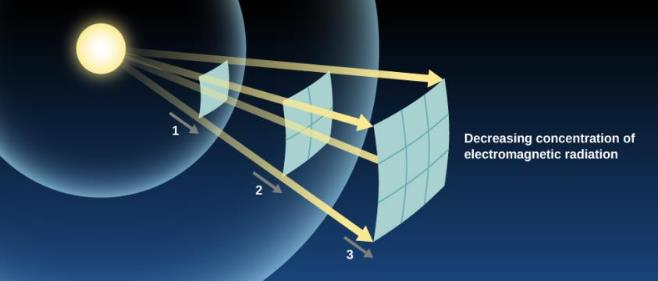 1
2
3
Decreasing concentration of
electromagnetic radiation